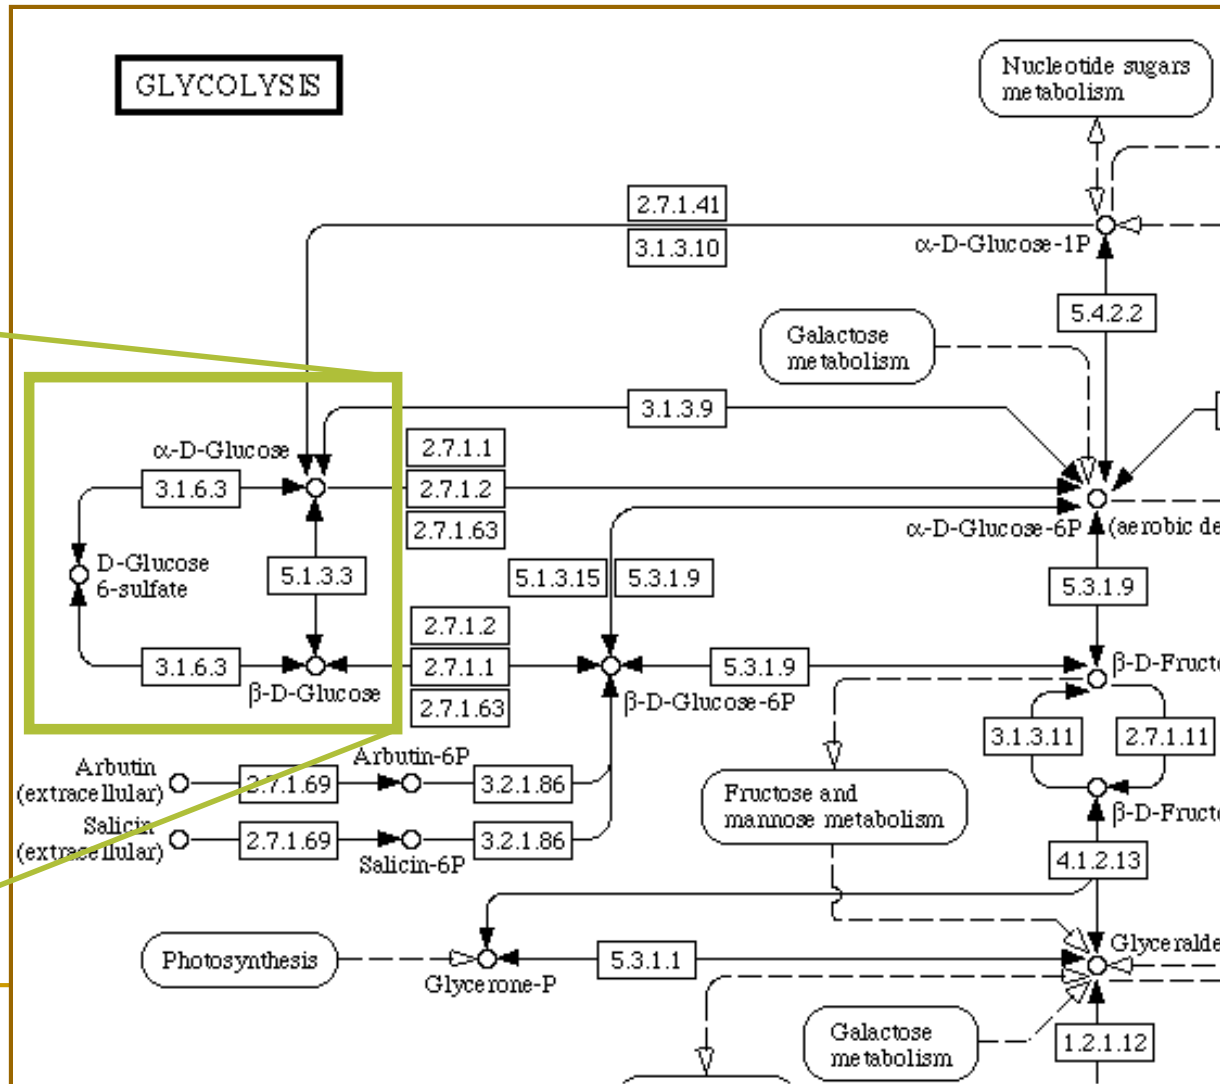 GLYCOLYSIS
Nucleotide sugars
metabolism
2.7.1.41
3.1.3.10
α-D-Glucose-1P
5.4.2.2
Galactose
metabolism
3.1.3.9
α-D-Glucose
2.7.1.1
3.1.6.3
2.7.1.2
2.7.1.63
α-D-Glucose-6P
(aerobic de
D-Glucose
6-sulfate
5.1.3.3
5.1.3.15
5.3.1.9
5.3.1.9
2.7.1.2
3.1.6.3
2.7.1.1
5.3.1.9
β-D-Fructo
β-D-Glucose
β-D-Glucose-6P
2.7.1.63
3.1.3.11
2.7.1.11
Arbutin
(extracellular)
2.7.1.69
Arbutin-6P
3.2.1.86
Fructose and
mannose metabolism
β-D-Fructo
Salicin
(extracellular)
2.7.1.69
Salicin-6P
3.2.1.86
4.1.2.13
Photosynthesis
Glycerone-P
5.3.1.1
Glyceralde
Galactose
metabolism
1.2.1.12